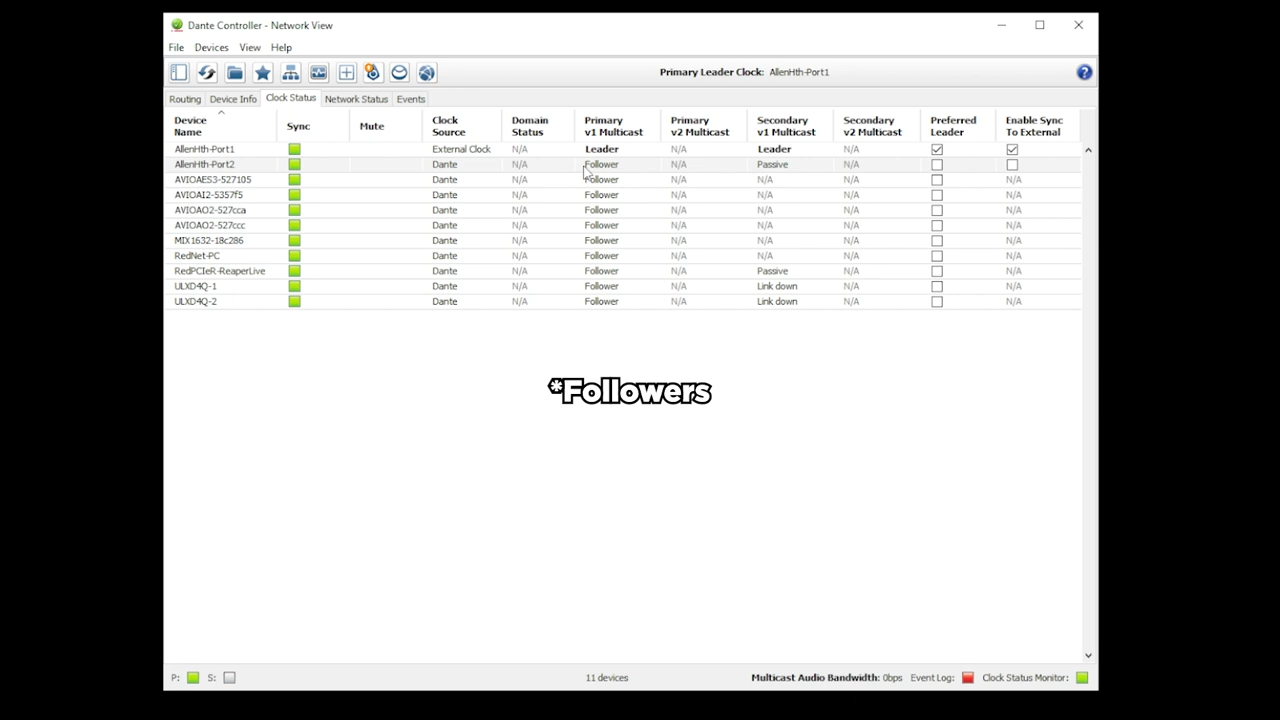 Dante Controller - Network View
File Devices View Help
Primary Leader Clock: AllenHth-Port1
Routing Device Info Clock Status Network Status Events
Device Name Sync Mute Clock Source Domain Status Primary v1 Multicast Primary v2 Multicast Secondary v1 Multicast Secondary v2 Multicast Preferred Leader Enable Sync To External
AllenHth-Port1 External Clock N/A Leader N/A Leader N/A
AllenHth-Port2 Dante N/A Follower N/A Passive N/A
AVIOAES3-527105 Dante N/A Follower N/A N/A N/A N/A
AVIOAI2-5357f5 Dante N/A Follower N/A N/A N/A N/A
AVIOAO2-527cca Dante N/A Follower N/A N/A N/A N/A
AVIOAO2-527ccc Dante N/A Follower N/A N/A N/A N/A
MIX1632-18c286 Dante N/A Follower N/A N/A N/A N/A
RedNet-PC Dante N/A Follower N/A N/A N/A N/A
RedPCIeR-ReaperLive Dante N/A Follower N/A Passive N/A N/A
ULXD4Q-1 Dante N/A Follower N/A Link down N/A N/A
ULXD4Q-2 Dante N/A Follower N/A Link down N/A N/A
*Followers
P: S: 11 devices Multicast Audio Bandwidth: 0bps Event Log: Clock Status Monitor: